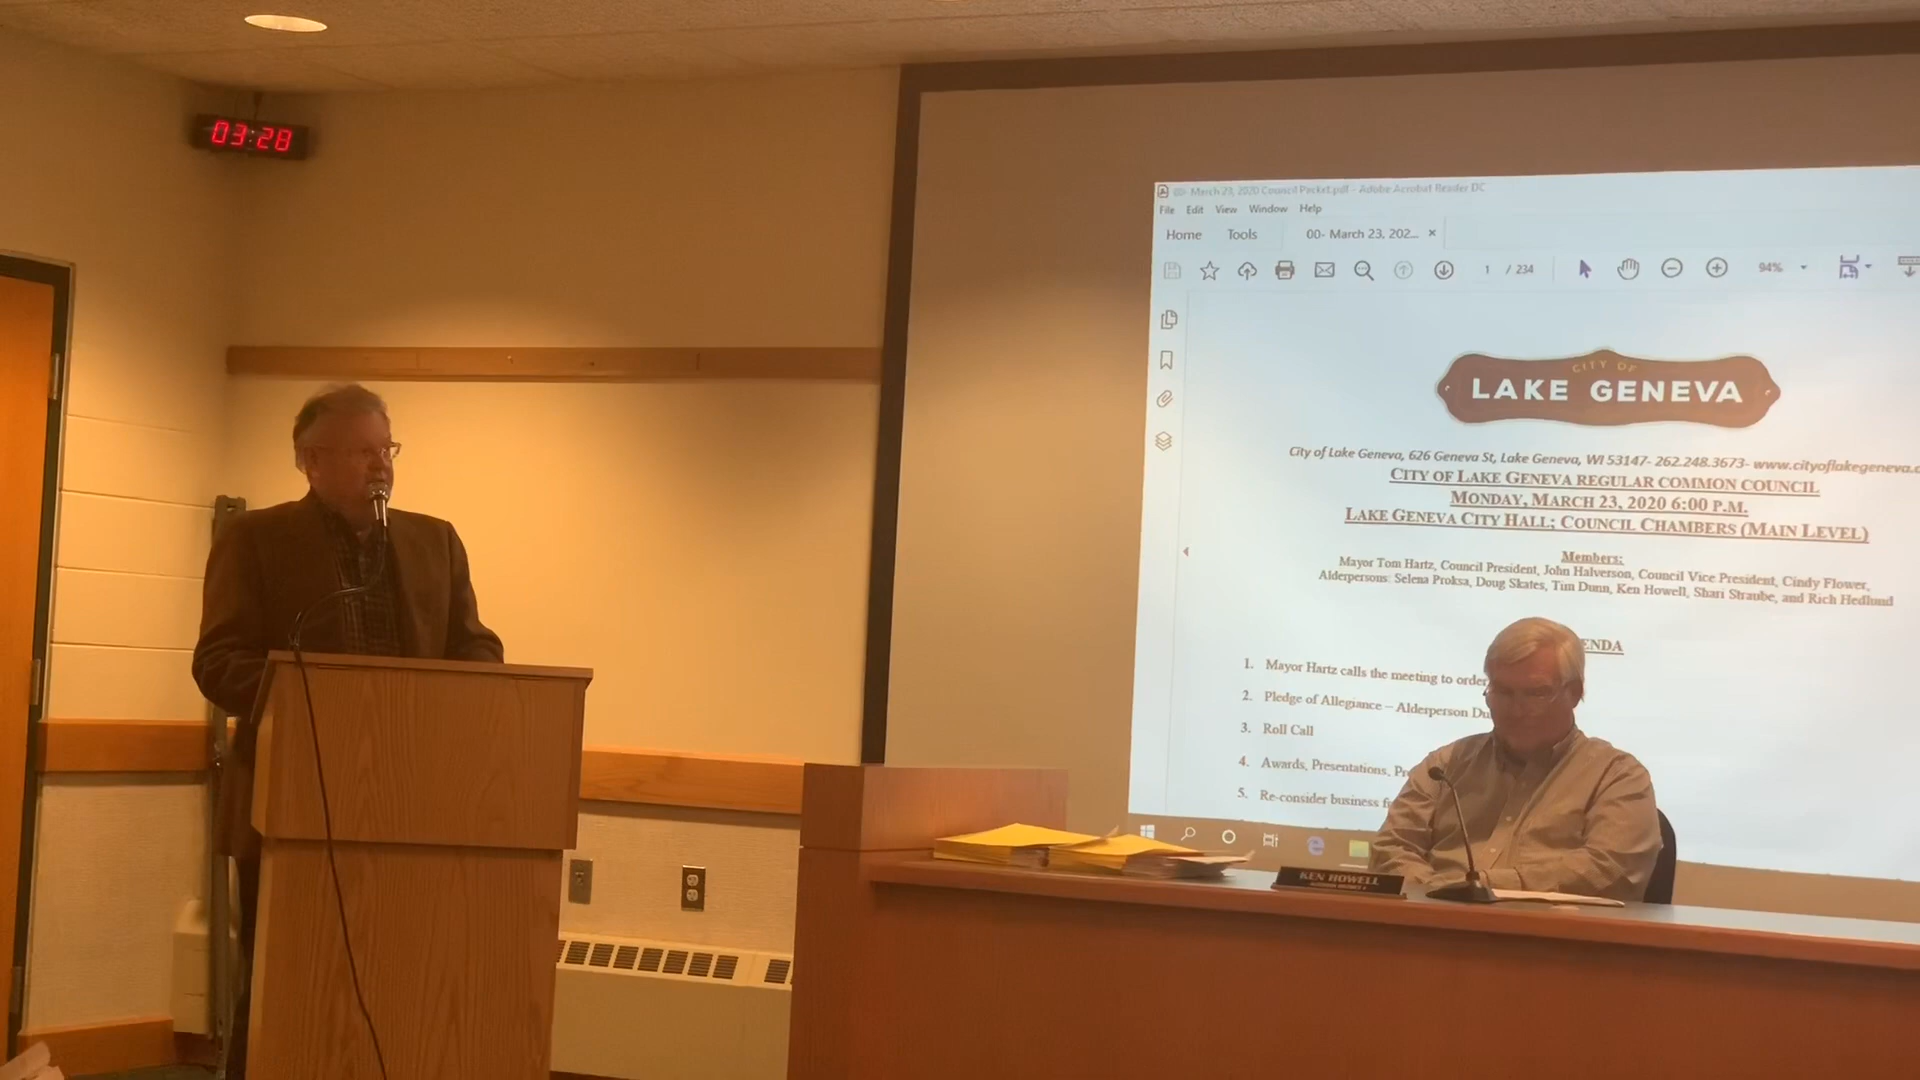 03:28
00- March 23, 2020 Council Packet.pdf - Adobe Acrobat Reader DC
File Edit View Window Help
Home Tools 00- March 23, 202... ×
1 / 234 94%
CITY OF
LAKE GENEVA
City of Lake Geneva, 626 Geneva St, Lake Geneva, WI 53147- 262.248.3673- www.cityoflakegeneva.c
CITY OF LAKE GENEVA REGULAR COMMON COUNCIL
MONDAY, MARCH 23, 2020 6:00 P.M.
LAKE GENEVA CITY HALL; COUNCIL CHAMBERS (MAIN LEVEL)
Members:
Mayor Tom Hartz, Council President, John Halverson, Council Vice President, Cindy Flower,
Alderpersons: Selena Proksa, Doug Skates, Tim Dunn, Ken Howell, Shari Straube, and Rich Hedlund
ENDA
1. Mayor Hartz calls the meeting to order
2. Pledge of Allegiance – Alderperson Du
3. Roll Call
4. Awards, Presentations, Pr
5. Re-consider business f
KEN HOWELL